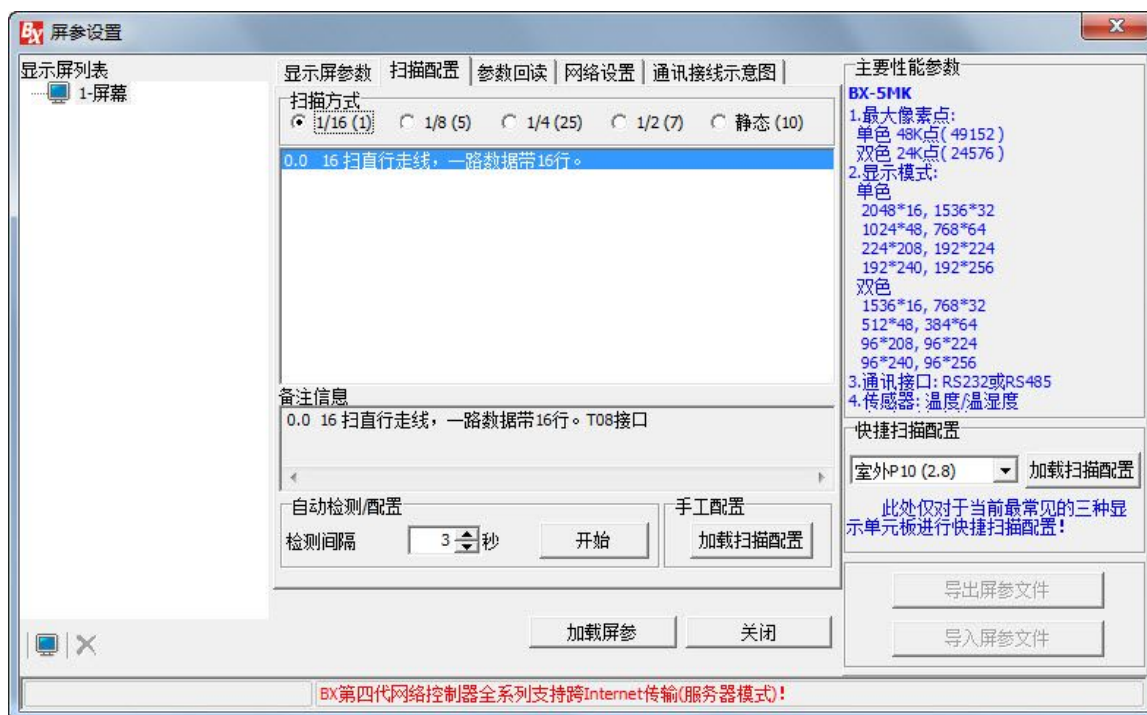 BX 屏参设置
显示屏列表
1-屏幕
显示屏参数 扫描配置 参数回读 网络设置 通讯接线示意图
扫描方式
1/16 (1) 1/8 (5) 1/4 (25) 1/2 (7) 静态 (10)
0.0 16 扫直行走线，一路数据带16行。
备注信息
0.0 16 扫直行走线，一路数据带16行。T08接口
自动检测/配置
检测间隔 3 秒 开始
手工配置
加载扫描配置
加载屏参 关闭
主要性能参数
BX-5MK
1.最大像素点:
单色 48K点( 49152 )
双色 24K点( 24576 )
2.显示模式:
单色
2048*16, 1536*32
1024*48, 768*64
224*208, 192*224
192*240, 192*256
双色
1536*16, 768*32
512*48, 384*64
96*208, 96*224
96*240, 96*256
3.通讯接口: RS232或RS485
4.传感器: 温度/温湿度
快捷扫描配置
室外P10 (2.8) 加载扫描配置
此处仅对于当前最常见的三种显
示单元板进行快捷扫描配置！
导出屏参文件
导入屏参文件
BX第四代网络控制器全系列支持跨Internet传输(服务器模式)！